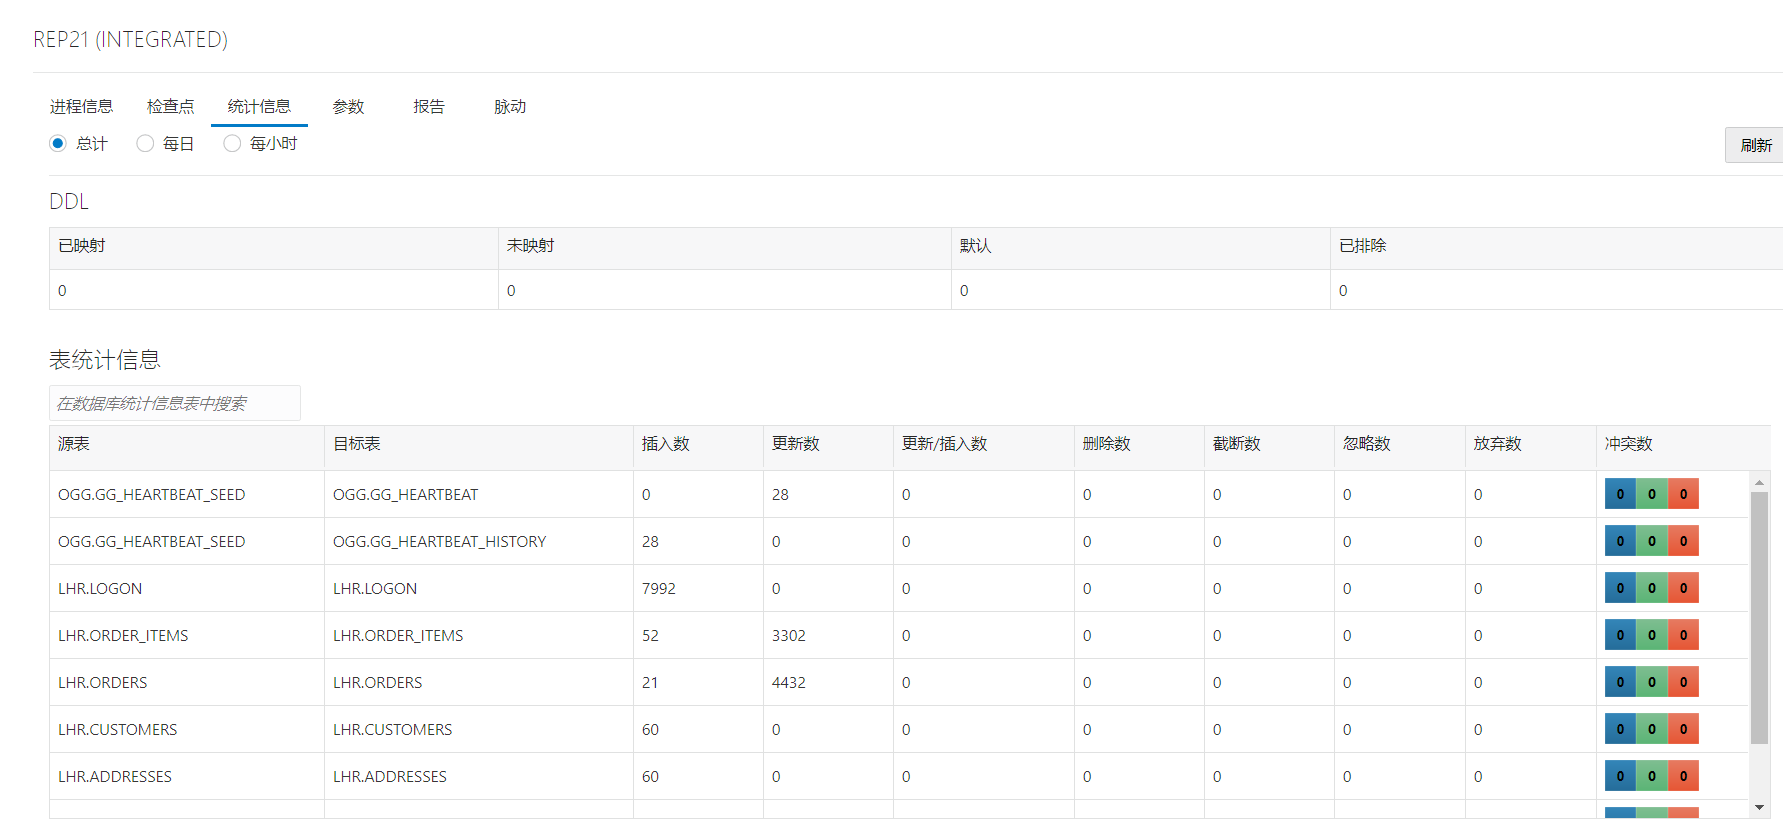 REP21 (INTEGRATED)
进程信息 检查点 统计信息 参数 报告 脉动
总计 每日 每小时
刷新
DDL
已映射 未映射 默认 已排除
0 0 0 0
表统计信息
在数据库统计信息表中搜索
源表 目标表 插入数 更新数 更新/插入数 删除数 截断数 忽略数 放弃数 冲突数
OGG.GG_HEARTBEAT_SEED OGG.GG_HEARTBEAT 0 28 0 0 0 0 0 0 0 0
OGG.GG_HEARTBEAT_SEED OGG.GG_HEARTBEAT_HISTORY 28 0 0 0 0 0 0 0 0 0
LHR.LOGON LHR.LOGON 7992 0 0 0 0 0 0 0 0 0
LHR.ORDER_ITEMS LHR.ORDER_ITEMS 52 3302 0 0 0 0 0 0 0 0
LHR.ORDERS LHR.ORDERS 21 4432 0 0 0 0 0 0 0 0
LHR.CUSTOMERS LHR.CUSTOMERS 60 0 0 0 0 0 0 0 0 0
LHR.ADDRESSES LHR.ADDRESSES 60 0 0 0 0 0 0 0 0 0